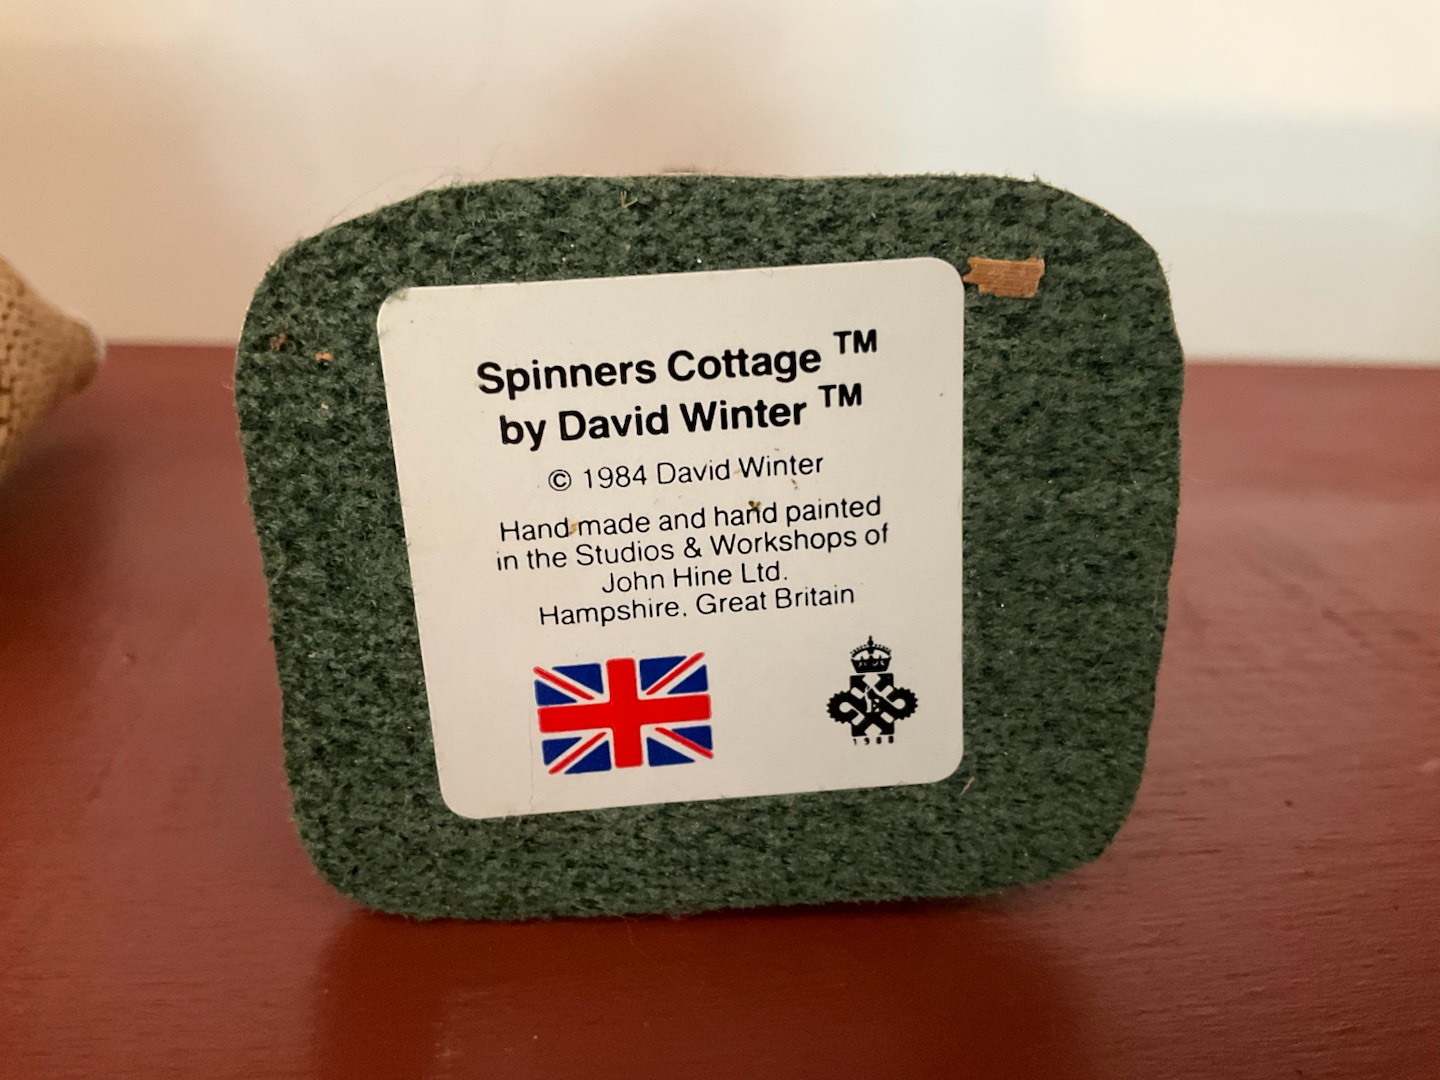 Spinners Cottage ™
by David Winter ™
© 1984 David Winter
Hand made and hand painted
in the Studios & Workshops of
John Hine Ltd.
Hampshire. Great Britain
1988